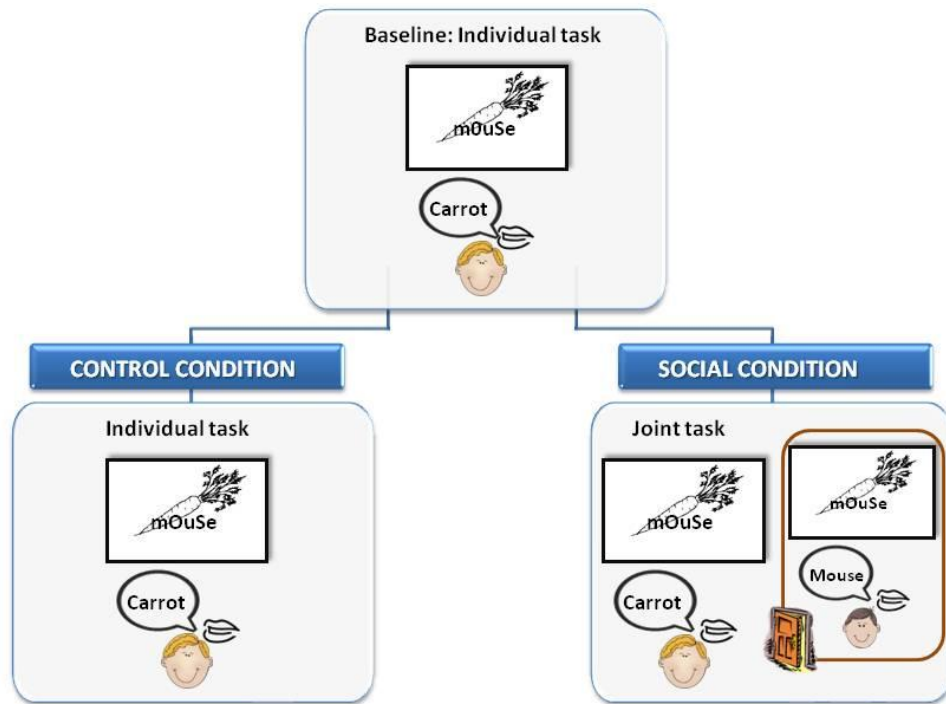 Baseline: Individual task
mOuSe
Carrot
CONTROL CONDITION
SOCIAL CONDITION
Individual task
mOuSe
Carrot
Joint task
mOuSe
Carrot
mOuSe
Mouse